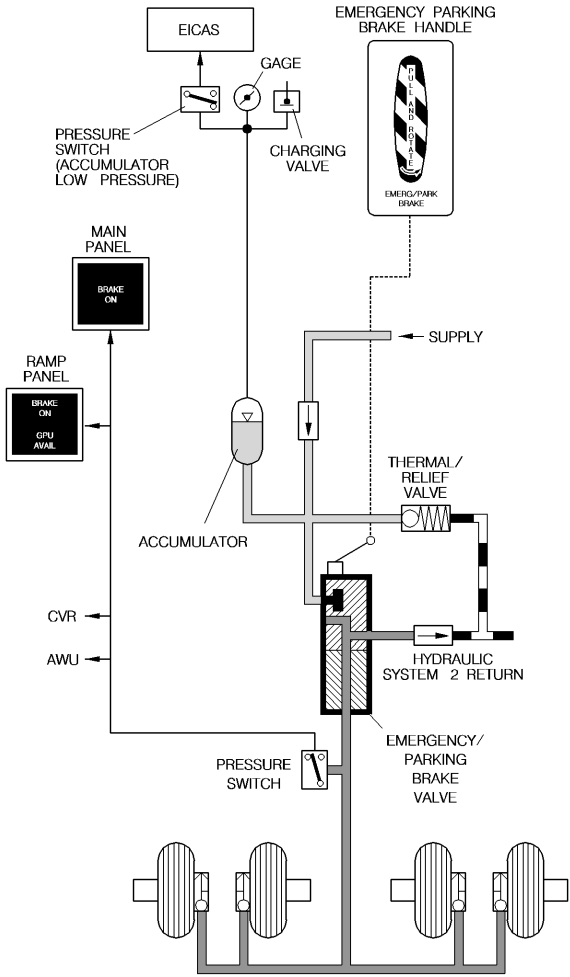 EMERGENCY PARKING
BRAKE HANDLE
EICAS
GAGE
PULL AND ROTATE
PRESSURE
SWITCH
(ACCUMULATOR
LOW PRESSURE)
CHARGING
VALVE
EMERG/PARK
BRAKE
MAIN
PANEL
BRAKE
ON
SUPPLY
RAMP
PANEL
BRAKE
ON
GPU
AVAIL
THERMAL/
RELIEF
VALVE
ACCUMULATOR
CVR
AWU
HYDRAULIC
SYSTEM 2 RETURN
EMERGENCY/
PARKING
BRAKE
VALVE
PRESSURE
SWITCH